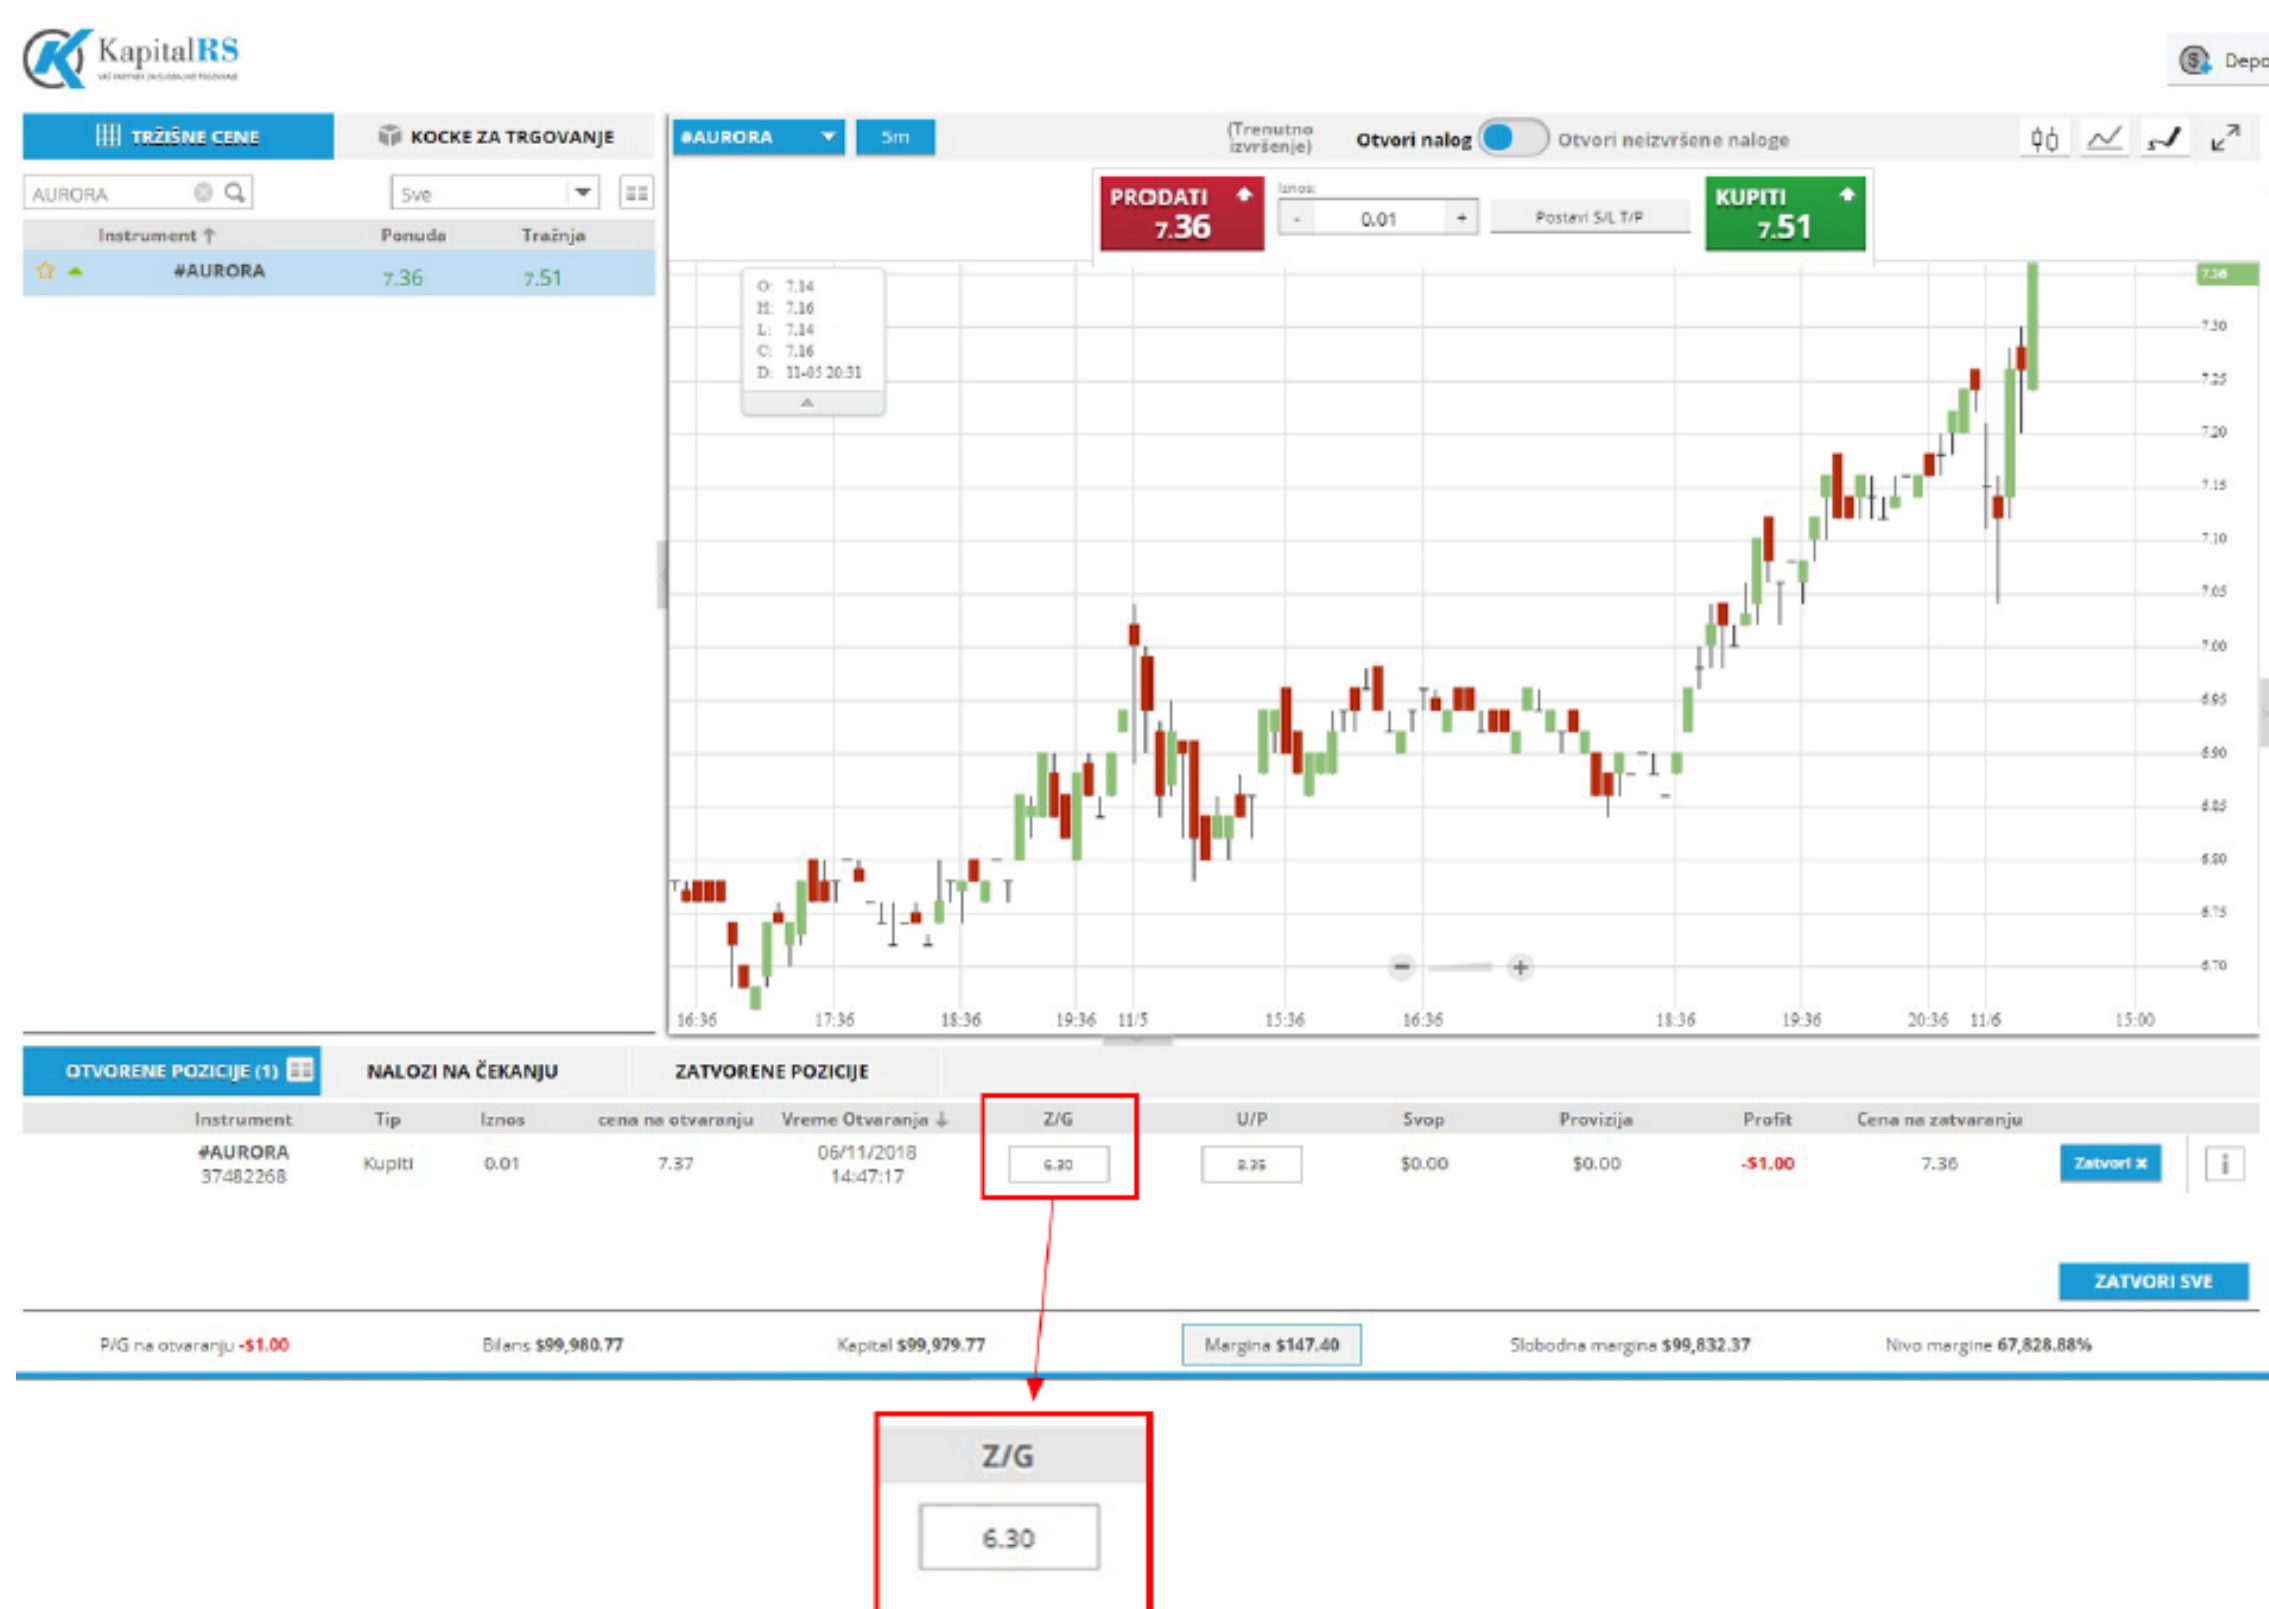 KapitalRS
VAŠ PARTNER ZA GLOBALNO TRGOVANJE
Depo
TRŽIŠNE CENE
KOCKE ZA TRGOVANJE
#AURORA
5m
(Trenutno
izvršenje)
Otvori nalog
Otvori neizvršene naloge
AURORA
Sve
PRODATI
7.36
Iznos:
- 0.01 +
Postavi S/L T/P
KUPITI
7.51
Instrument ↑ Ponuda Tražnja
#AURORA 7.36 7.51
O: 7.14
H: 7.16
L: 7.14
C: 7.16
D: 11-05 20:31
7.36
7.30
7.25
7.20
7.15
7.10
7.05
7.00
6.95
6.90
6.85
6.80
6.75
6.70
16:36 17:36 18:36 19:36 11/5 15:36 16:36 18:36 19:36 20:36 11/6 15:00
OTVORENE POZICIJE (1)
NALOZI NA ČEKANJU
ZATVORENE POZICIJE
Instrument Tip Iznos cena na otvaranju Vreme Otvaranja ↓ Z/G U/P Svop Provizija Profit Cena na zatvaranju
#AURORA
37482268
Kupiti 0.01 7.37
06/11/2018
14:47:17
6.30 8.35 $0.00 $0.00 -$1.00 7.36 Zatvori ×
i
ZATVORI SVE
P/G na otvaranju -$1.00 Bilans $99,980.77 Kapital $99,979.77 Margina $147.40 Slobodna margina $99,832.37 Nivo margine 67,828.88%
Z/G
6.30